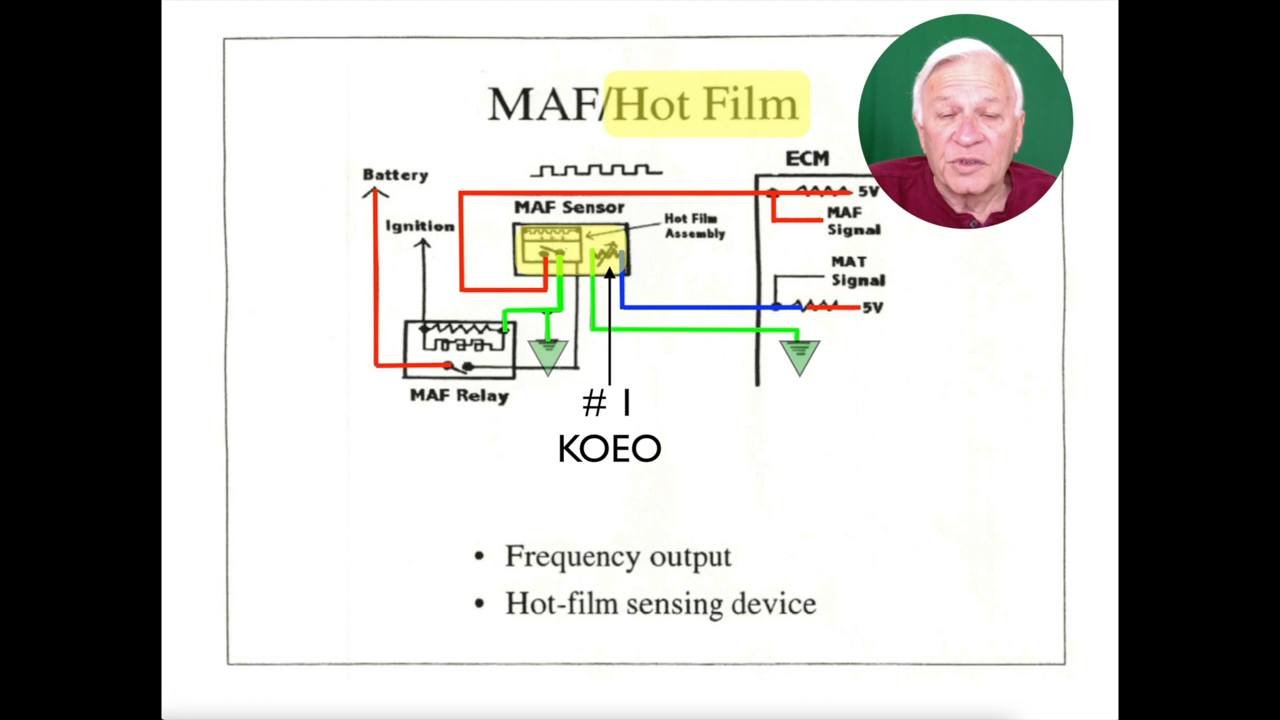 MAF/Hot Film
Battery
Ignition
MAF Sensor
Hot Film
Assembly
ECM
5V
MAF
Signal
MAT
Signal
5V
MAF Relay
# 1
KOEO
• Frequency output
• Hot-film sensing device